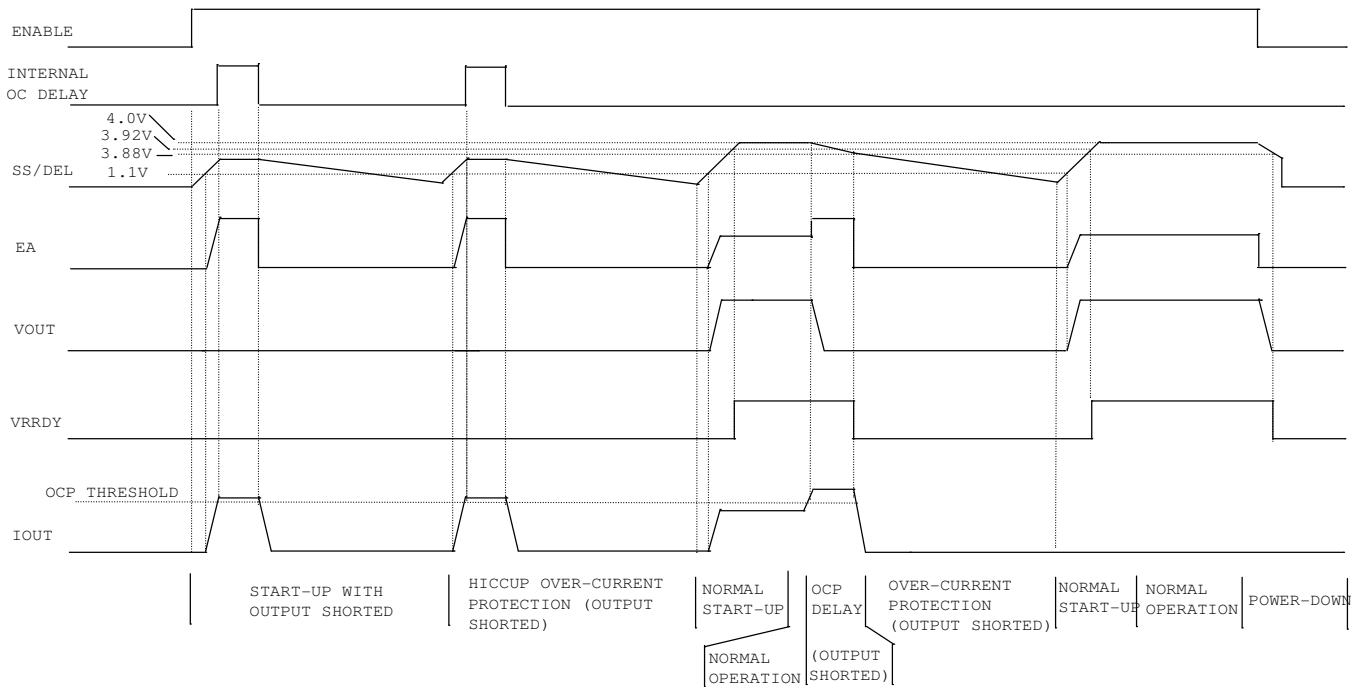 ENABLE
INTERNAL
OC DELAY
4.0V
3.92V
3.88V
SS/DEL
1.1V
EA
VOUT
VRRDY
OCP THRESHOLD
IOUT
START-UP WITH
OUTPUT SHORTED
HICCUP OVER-CURRENT
PROTECTION (OUTPUT
SHORTED)
NORMAL
START-UP
NORMAL
OPERATION
OCP
DELAY
(OUTPUT
SHORTED)
OVER-CURRENT
PROTECTION
(OUTPUT SHORTED)
NORMAL
START-UP
NORMAL
OPERATION
POWER-DOWN